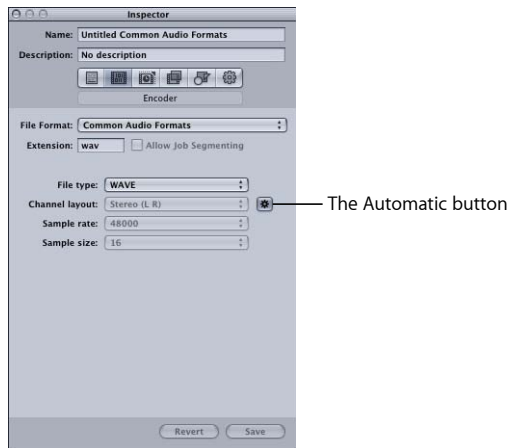 Inspector
Name: Untitled Common Audio Formats
Description: No description
Encoder
File Format: Common Audio Formats
Extension: wav Allow Job Segmenting
File type: WAVE
Channel layout: Stereo (L R) The Automatic button
Sample rate: 48000
Sample size: 16
Revert Save